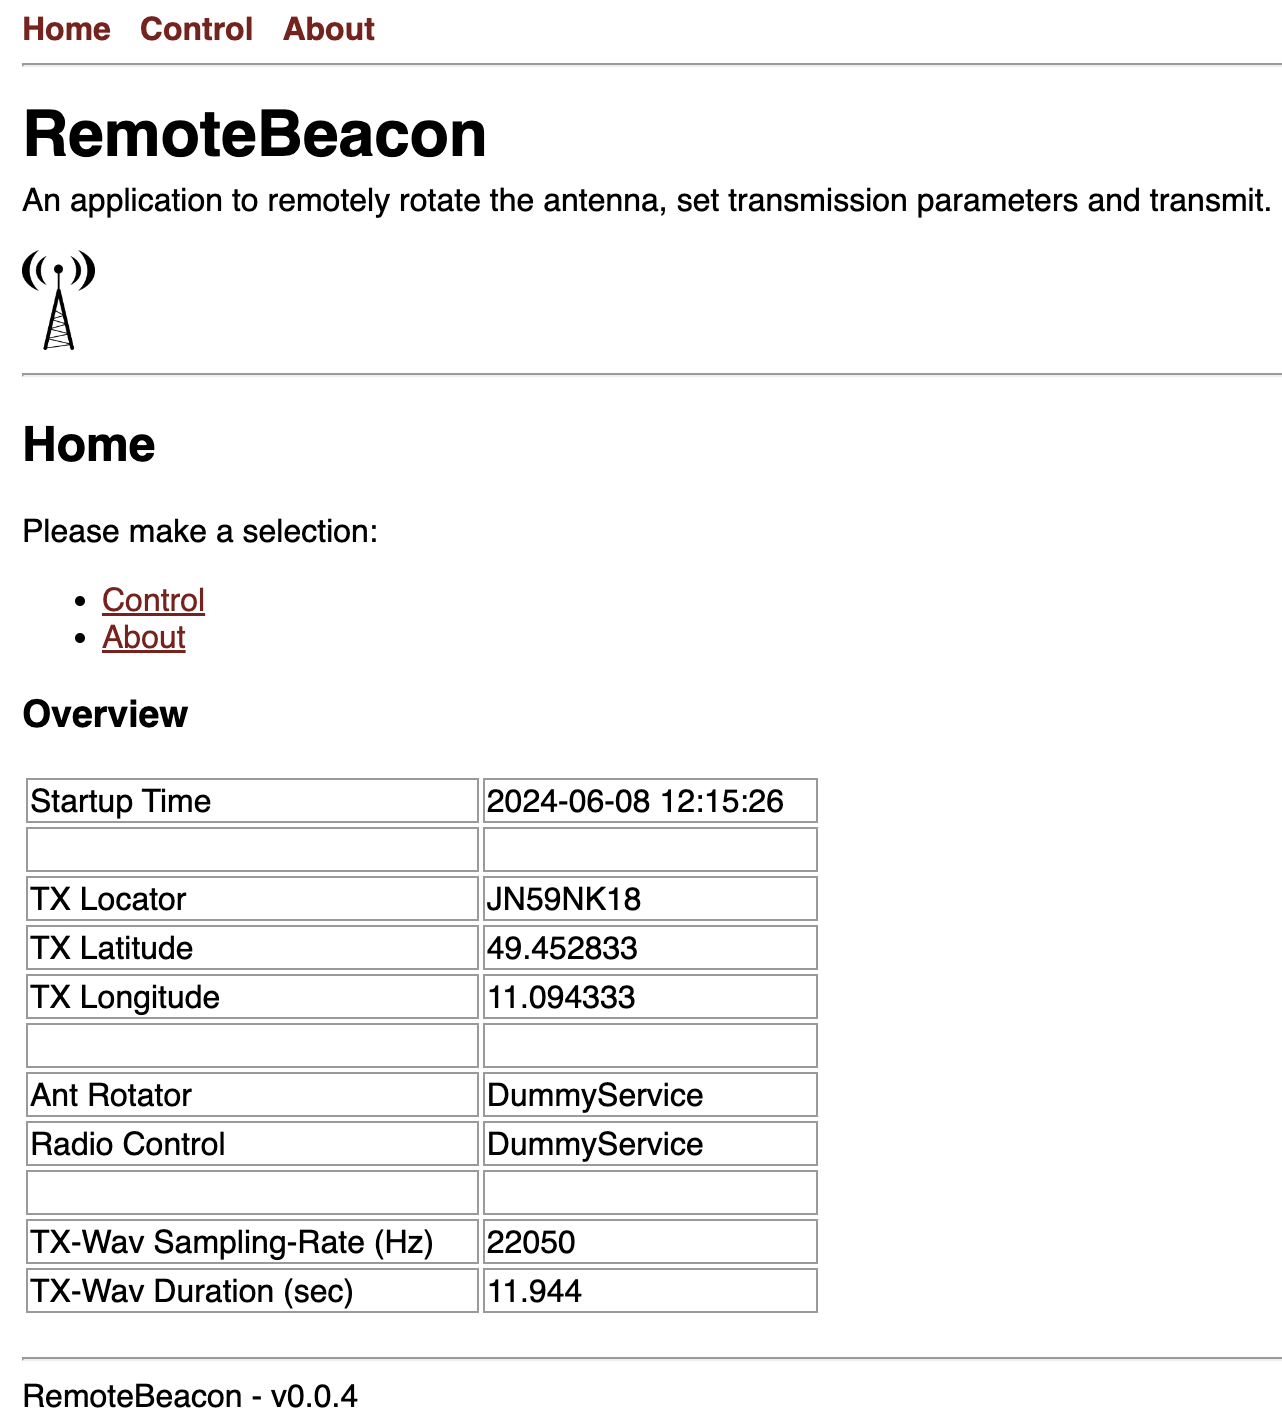 Home Control About
RemoteBeacon
An application to remotely rotate the antenna, set transmission parameters and transmit.
Home
Please make a selection:
Control
About
Overview
Startup Time 2024-06-08 12:15:26
TX Locator JN59NK18
TX Latitude 49.452833
TX Longitude 11.094333
Ant Rotator DummyService
Radio Control DummyService
TX-Wav Sampling-Rate (Hz) 22050
TX-Wav Duration (sec) 11.944
RemoteBeacon - v0.0.4